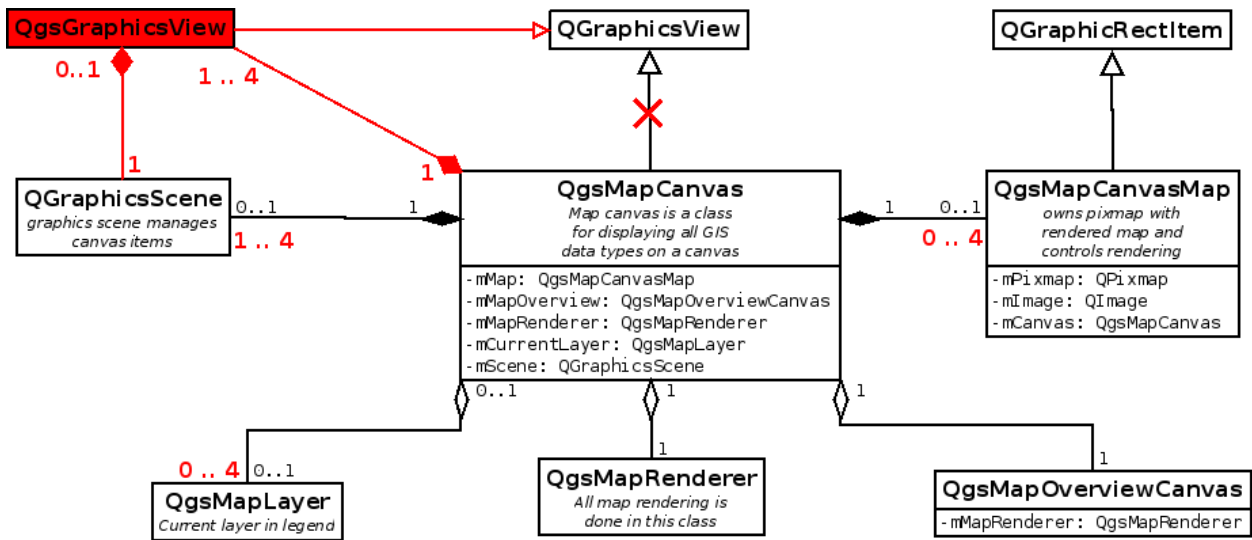 QgsGraphicsView
QGraphicsView
QGraphicRectItem
0..1
1 .. 4
1
1
QGraphicsScene
graphics scene manages
canvas items
0..1
1
1 .. 4
QgsMapCanvas
Map canvas is a class
for displaying all GIS
data types on a canvas
-mMap: QgsMapCanvasMap
-mMapOverview: QgsMapOverviewCanvas
-mMapRenderer: QgsMapRenderer
-mCurrentLayer: QgsMapLayer
-mScene: QGraphicsScene
1
0..1
0 .. 4
QgsMapCanvasMap
owns pixmap with
rendered map and
controls rendering
-mPixmap: QPixmap
-mImage: QImage
-mCanvas: QgsMapCanvas
0..1
1
1
0 .. 4
0..1
1
1
QgsMapLayer
Current layer in legend
QgsMapRenderer
All map rendering is
done in this class
QgsMapOverviewCanvas
-mMapRenderer: QgsMapRenderer